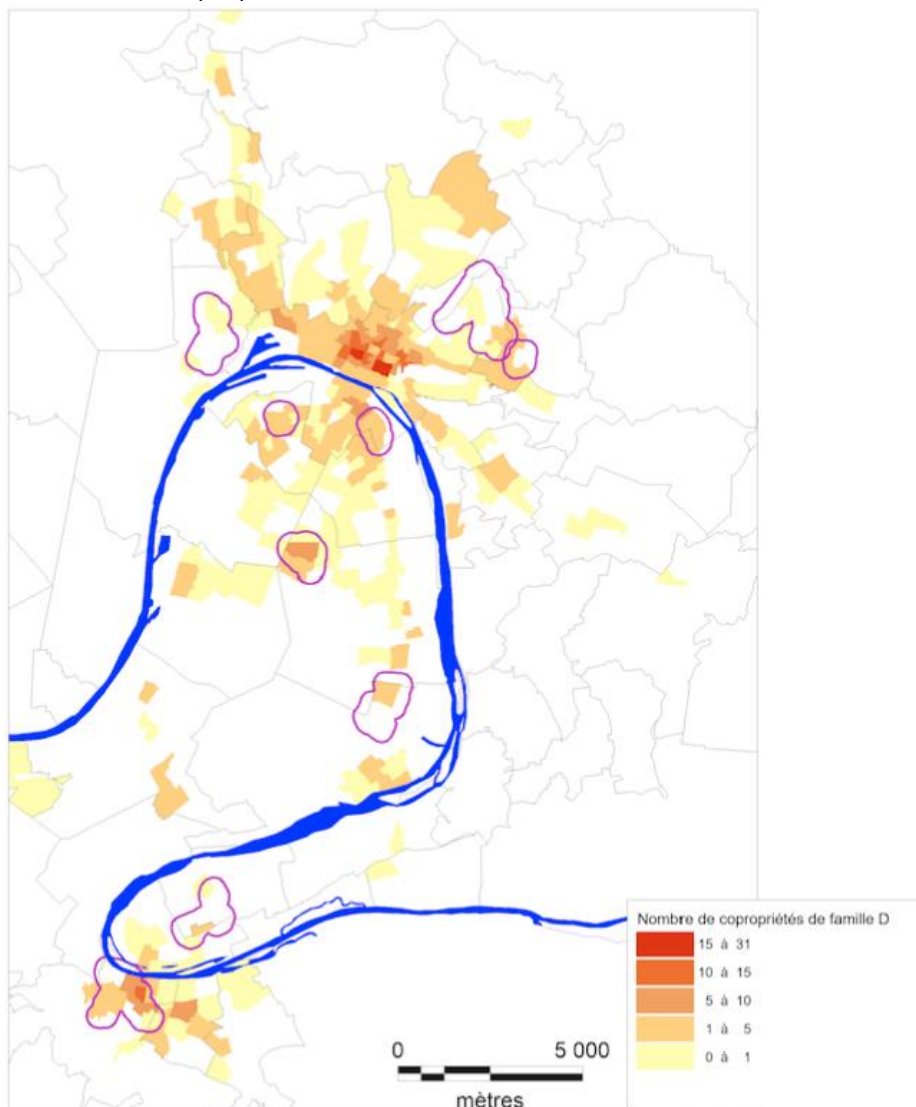 Nombre de copropriétés de famille D
15 à 31
10 à 15
5 à 10
1 à 5
0 à 1
0 5 000
mètres